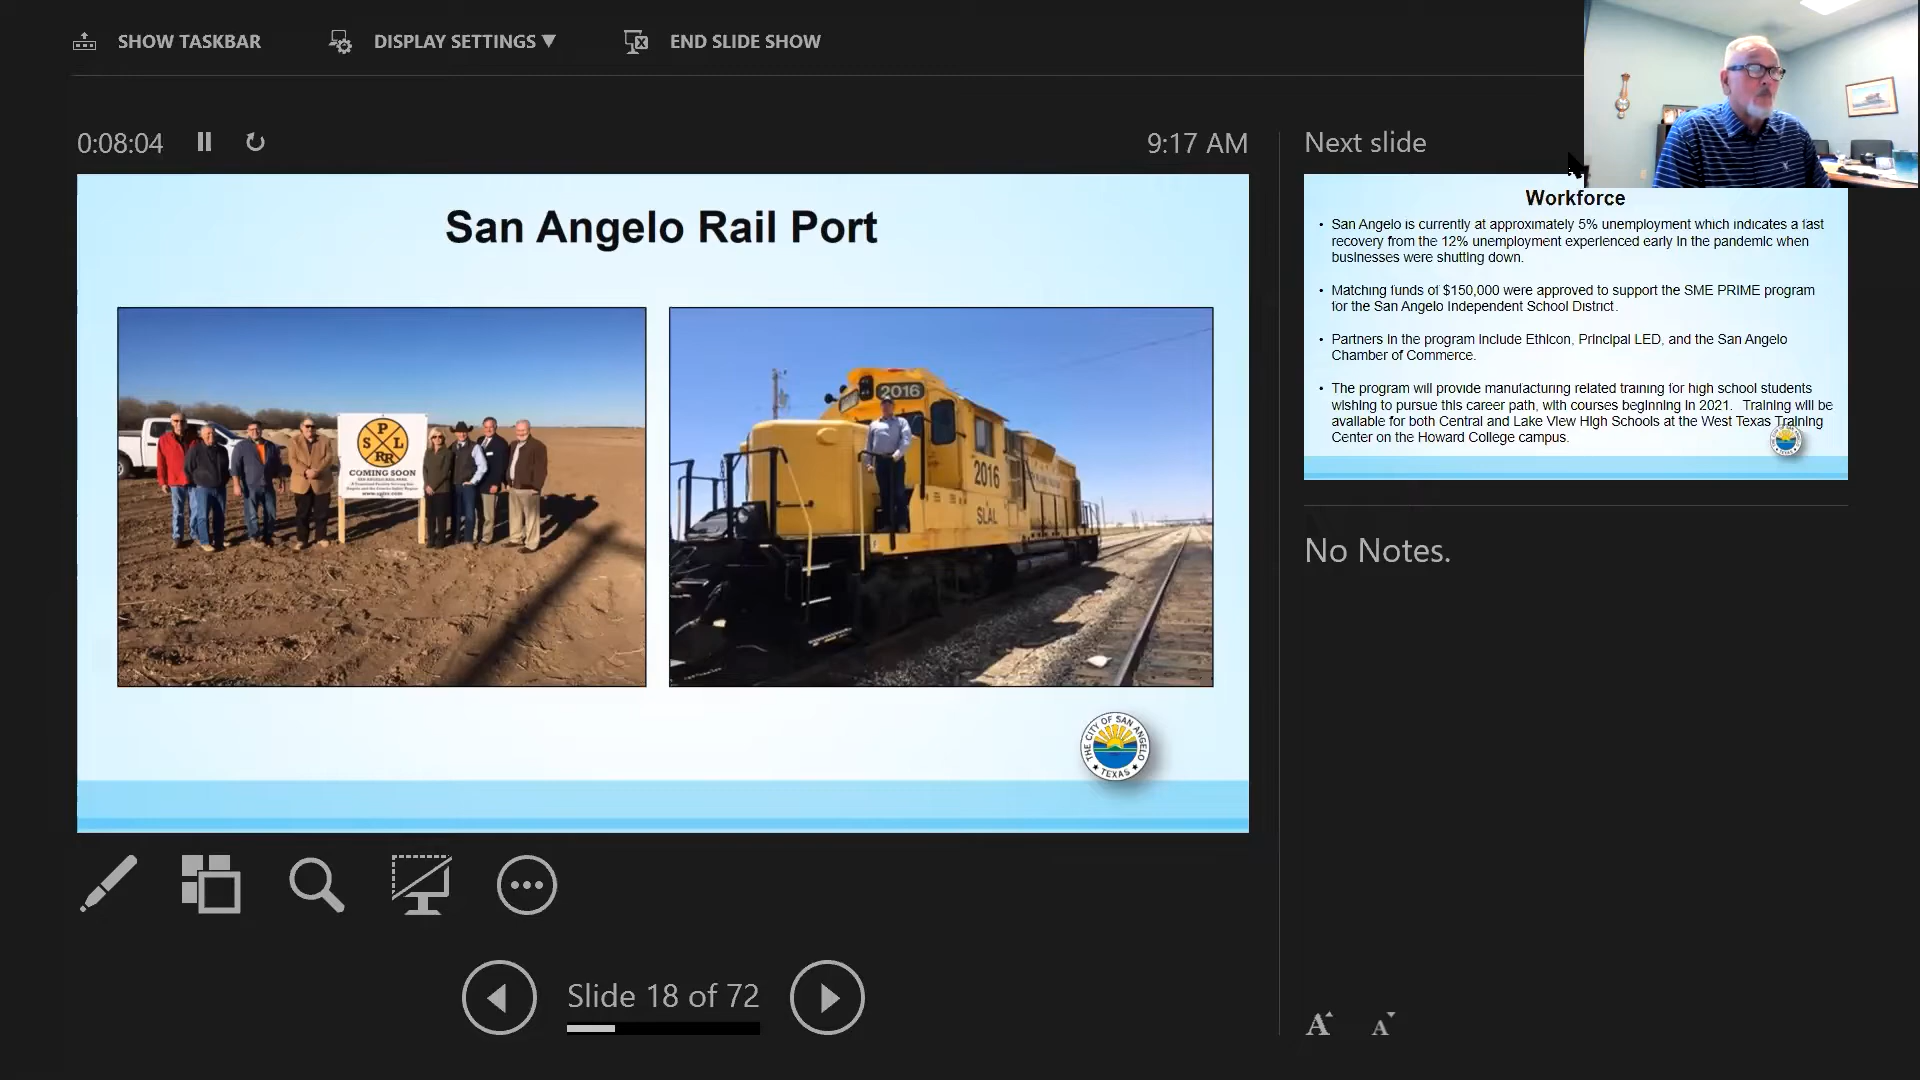 SHOW TASKBAR
DISPLAY SETTINGS ▼
END SLIDE SHOW
0:08:04
9:17 AM
Next slide
San Angelo Rail Port
P
S L
RR
COMING SOON
SAN ANGELO RAIL PORT
2016
2016
SLAL
THE CITY OF SAN ANGELO
TEXAS
Workforce
• San Angelo is currently at approximately 5% unemployment which indicates a fast
recovery from the 12% unemployment experienced early in the pandemic when
businesses were shutting down.
• Matching funds of $150,000 were approved to support the SME PRIME program
for the San Angelo Independent School District.
• Partners in the program include Ethicon, Principal LED, and the San Angelo
Chamber of Commerce.
• The program will provide manufacturing related training for high school students
wishing to pursue this career path, with courses beginning in 2021. Training will be
available for both Central and Lake View High Schools at the West Texas Training
Center on the Howard College campus.
No Notes.
Slide 18 of 72
A A